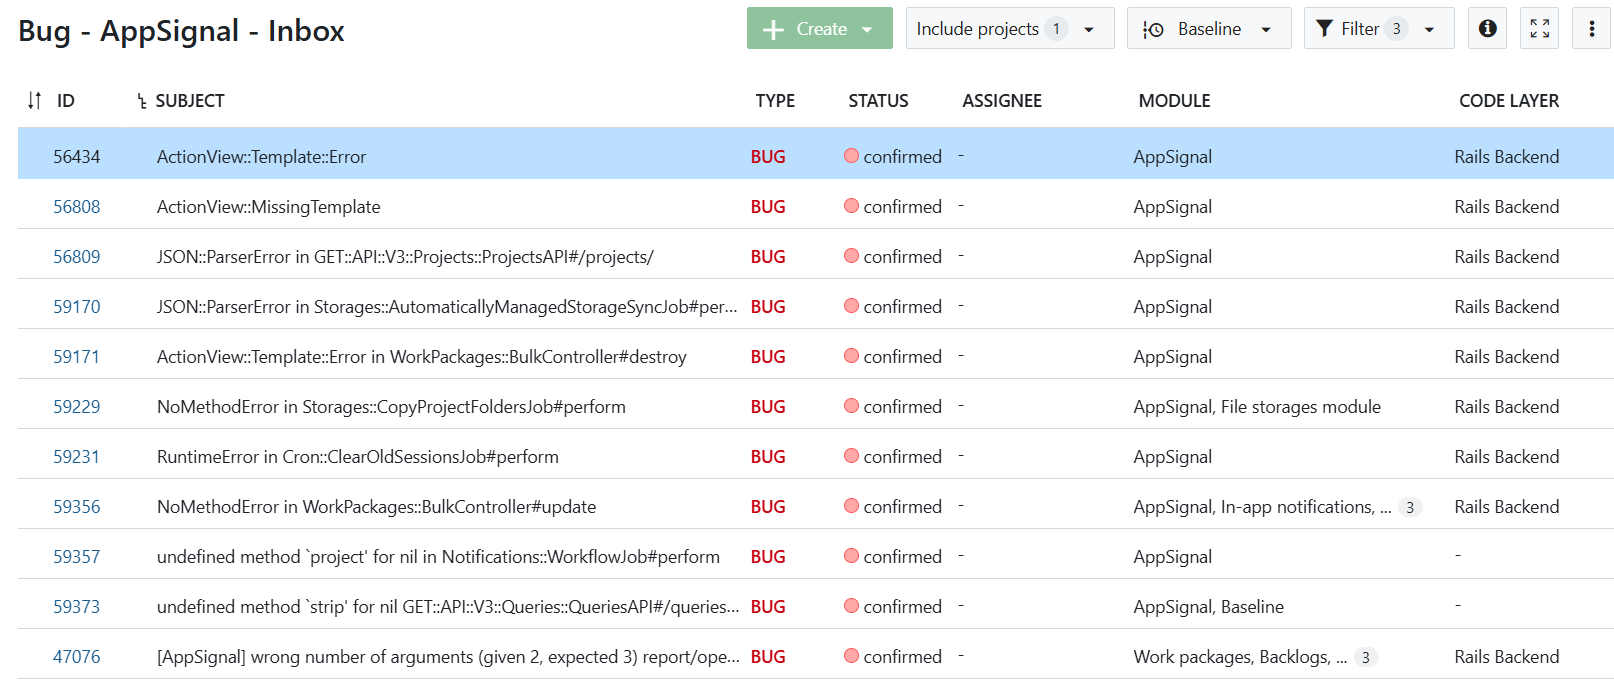 Bug - AppSignal - Inbox Create Include projects 1 Baseline Filter 3
ID SUBJECT TYPE STATUS ASSIGNEE MODULE CODE LAYER
56434 ActionView::Template::Error BUG confirmed - AppSignal Rails Backend
56808 ActionView::MissingTemplate BUG confirmed - AppSignal Rails Backend
56809 JSON::ParserError in GET::API::V3::Projects::ProjectsAPI#/projects/ BUG confirmed - AppSignal Rails Backend
59170 JSON::ParserError in Storages::AutomaticallyManagedStorageSyncJob#per... BUG confirmed - AppSignal Rails Backend
59171 ActionView::Template::Error in WorkPackages::BulkController#destroy BUG confirmed - AppSignal Rails Backend
59229 NoMethodError in Storages::CopyProjectFoldersJob#perform BUG confirmed - AppSignal, File storages module Rails Backend
59231 RuntimeError in Cron::ClearOldSessionsJob#perform BUG confirmed - AppSignal Rails Backend
59356 NoMethodError in WorkPackages::BulkController#update BUG confirmed - AppSignal, In-app notifications, ... 3 Rails Backend
59357 undefined method `project' for nil in Notifications::WorkflowJob#perform BUG confirmed - AppSignal -
59373 undefined method `strip' for nil GET::API::V3::Queries::QueriesAPI#/queries... BUG confirmed - AppSignal, Baseline -
47076 [AppSignal] wrong number of arguments (given 2, expected 3) report/ope... BUG confirmed - Work packages, Backlogs, ... 3 Rails Backend